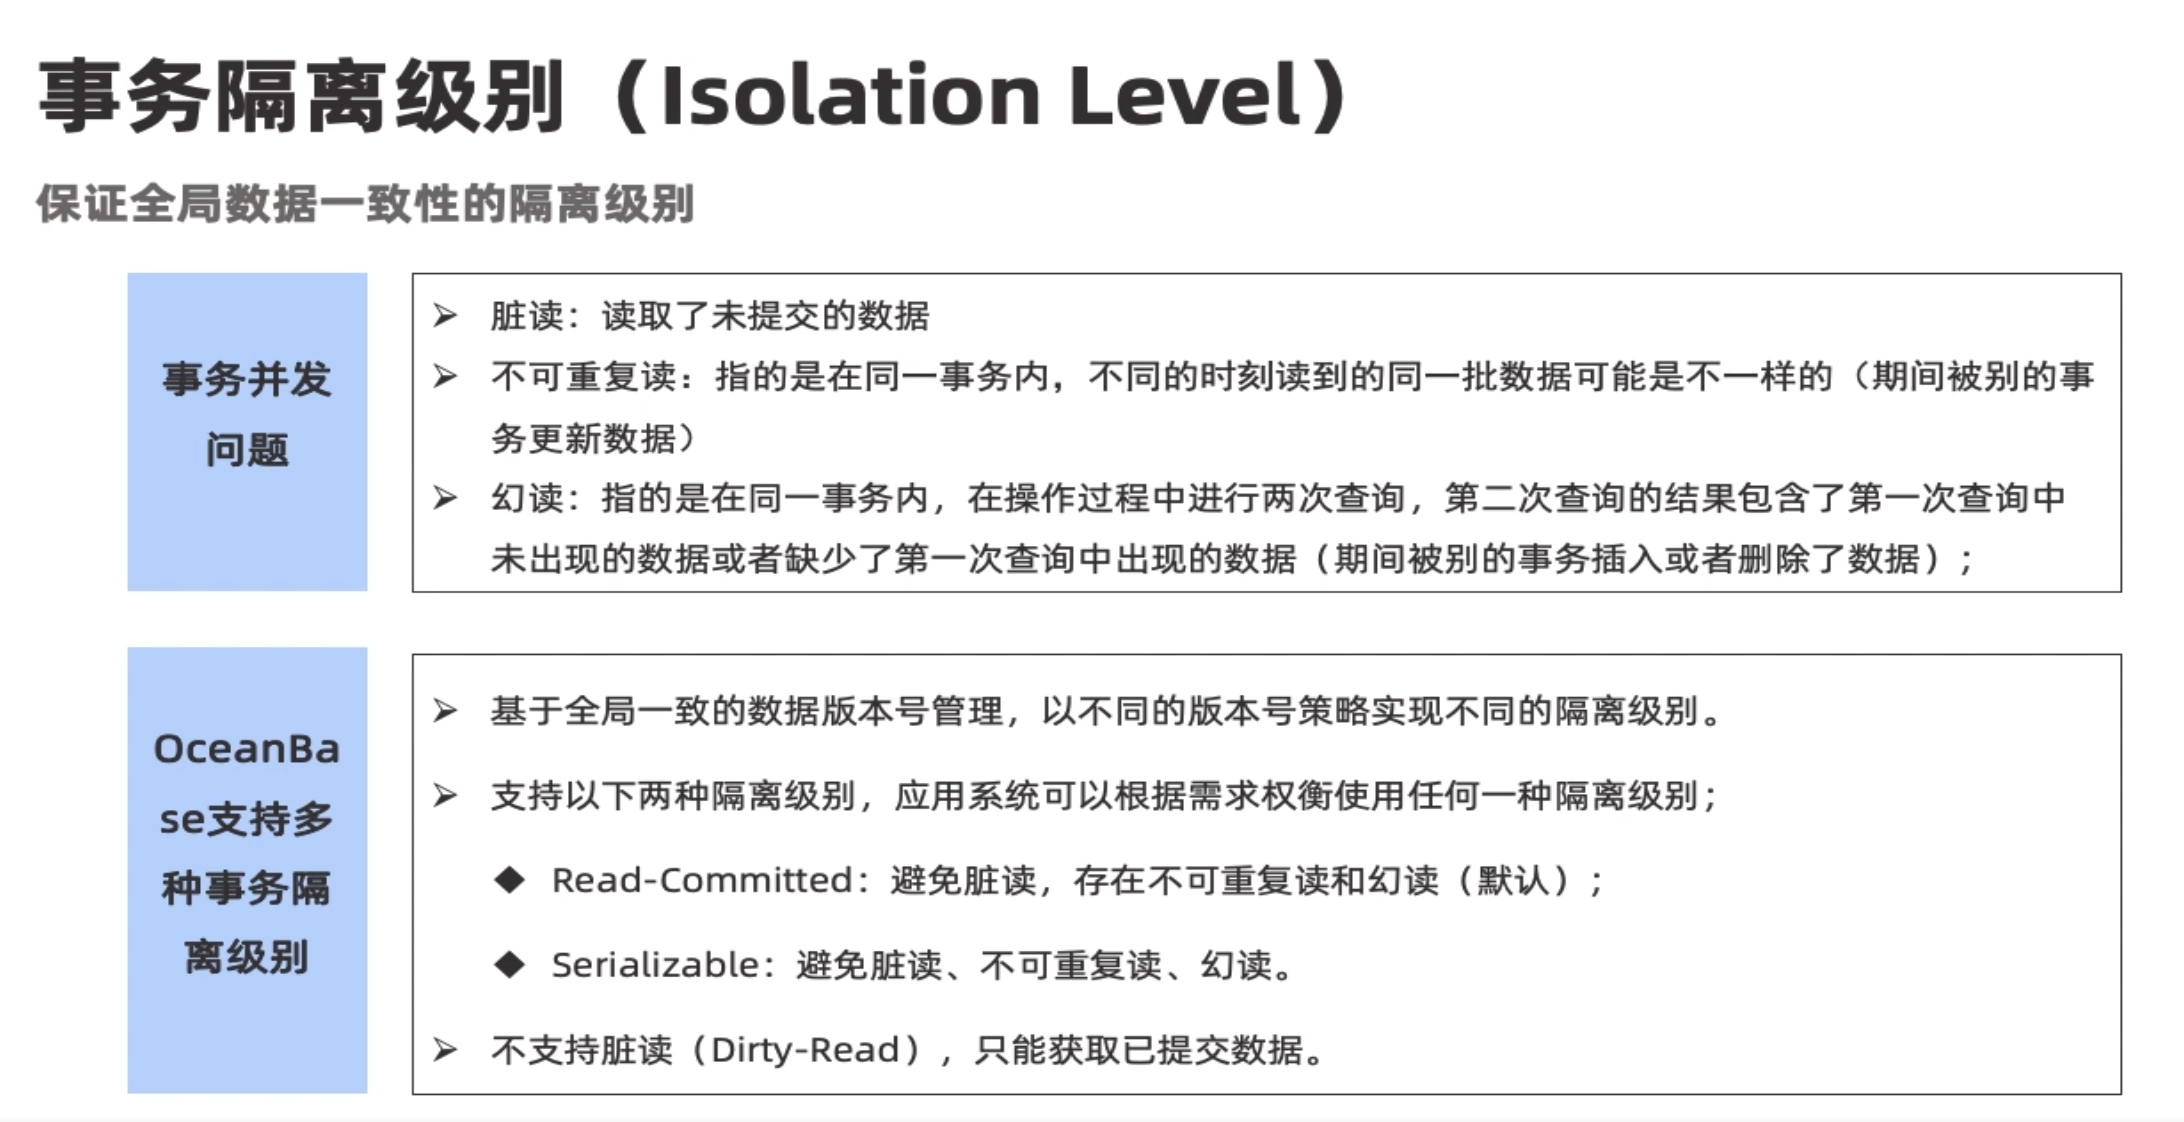 事务隔离级别（Isolation Level）
保证全局数据一致性的隔离级别
事务并发
问题
➢ 脏读：读取了未提交的数据
➢ 不可重复读：指的是在同一事务内，不同的时刻读到的同一批数据可能是不一样的（期间被别的事
务更新数据）
➢ 幻读：指的是在同一事务内，在操作过程中进行两次查询，第二次查询的结果包含了第一次查询中
未出现的数据或者缺少了第一次查询中出现的数据（期间被别的事务插入或者删除了数据）；
OceanBa
se支持多
种事务隔
离级别
➢ 基于全局一致的数据版本号管理，以不同的版本号策略实现不同的隔离级别。
➢ 支持以下两种隔离级别，应用系统可以根据需求权衡使用任何一种隔离级别；
◆ Read-Committed：避免脏读，存在不可重复读和幻读（默认）；
◆ Serializable：避免脏读、不可重复读、幻读。
➢ 不支持脏读（Dirty-Read），只能获取已提交数据。